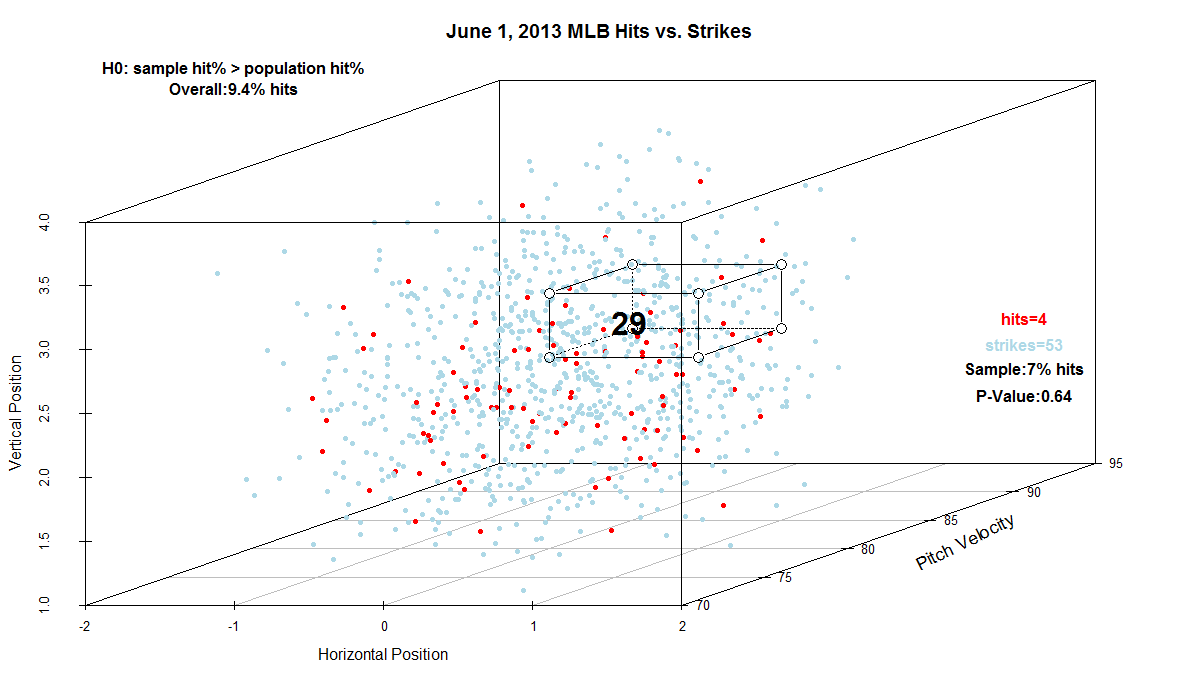 June 1, 2013 MLB Hits vs. Strikes
H0: sample hit% > population hit%
Overall:9.4% hits
4.0
3.5
3.0
2.5
2.0
1.5
1.0
Vertical Position
29
hits=4
strikes=53
Sample:7% hits
P-Value:0.64
95
90
85
80
75
70
Pitch Velocity
-2 -1 0 1 2
Horizontal Position